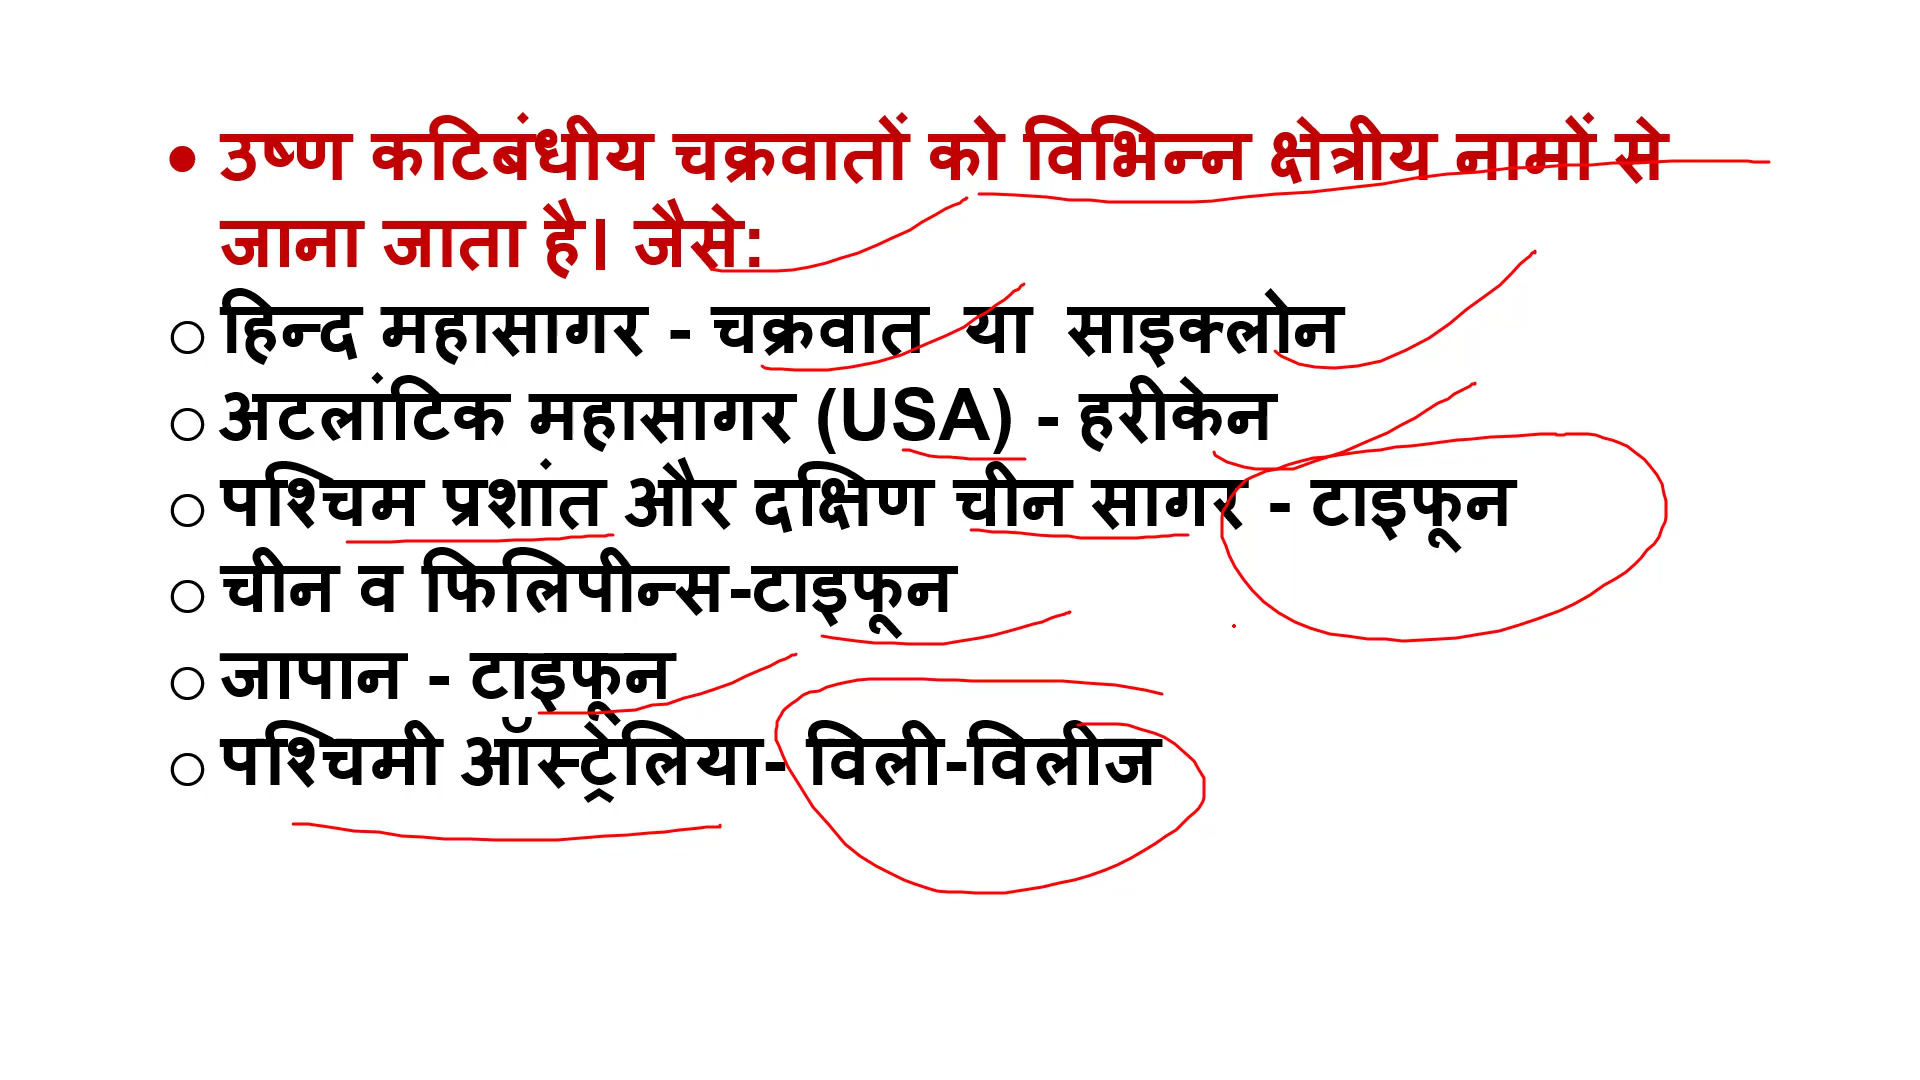 • उष्ण कटिबंधीय चक्रवातों को विभिन्न क्षेत्रीय नामों से
जाना जाता है। जैसे:
○ हिन्द महासागर - चक्रवात या साइक्लोन
○ अटलांटिक महासागर (USA) - हरीकेन
○ पश्चिम प्रशांत और दक्षिण चीन सागर - टाइफून
○ चीन व फिलिपीन्स-टाइफून
○ जापान - टाइफून
○ पश्चिमी ऑस्ट्रेलिया- विली-विलीज